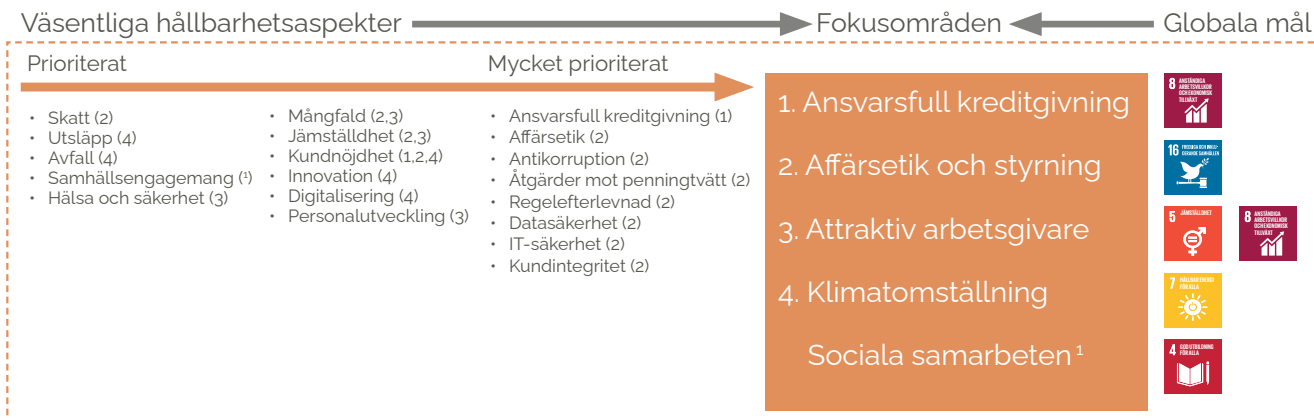 Väsentliga hållbarhetsaspekter
Fokusområden
Globala mål
Prioriterat
Mycket prioriterat
• Skatt (2)
• Utsläpp (4)
• Avfall (4)
• Samhällsengagemang (¹)
• Hälsa och säkerhet (3)
• Mångfald (2,3)
• Jämställdhet (2,3)
• Kundnöjdhet (1,2,4)
• Innovation (4)
• Digitalisering (4)
• Personalutveckling (3)
• Ansvarsfull kreditgivning (1)
• Affärsetik (2)
• Antikorruption (2)
• Åtgärder mot penningtvätt (2)
• Regelefterlevnad (2)
• Datasäkerhet (2)
• IT-säkerhet (2)
• Kundintegritet (2)
1. Ansvarsfull kreditgivning
2. Affärsetik och styrning
3. Attraktiv arbetsgivare
4. Klimatomställning
Sociala samarbeten ¹
8 ANSTÄNDIGA
ARBETSVILLKOR
OCH EKONOMISK
TILLVÄXT
16 FREDLIGA OCH INKLU-
DERANDE SAMHÄLLEN
5 JÄMSTÄLLDHET
8 ANSTÄNDIGA
ARBETSVILLKOR
OCH EKONOMISK
TILLVÄXT
7 HÅLLBAR ENERGI
FÖR ALLA
4 GOD UTBILDNING
FÖR ALLA